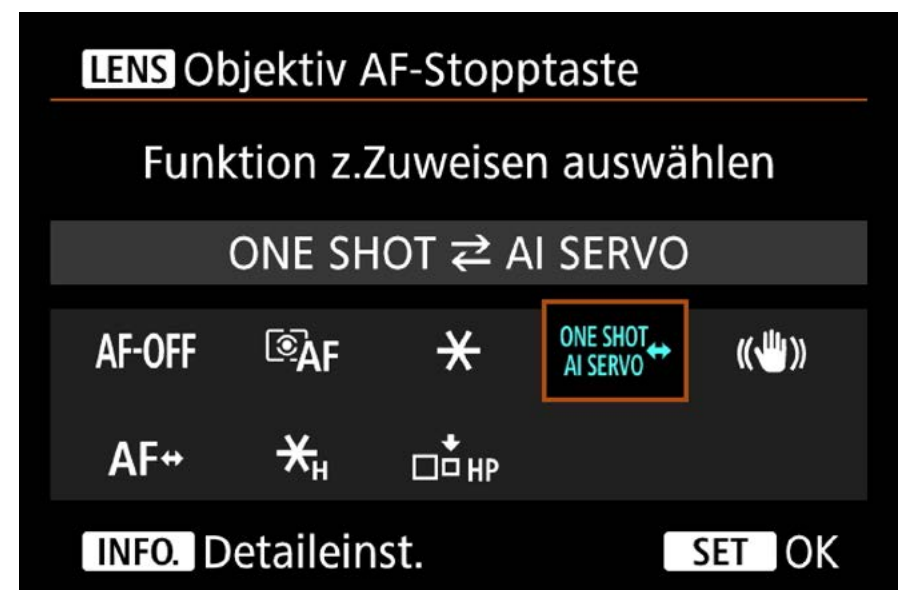 LENS Objektiv AF-Stopptaste
Funktion z.Zuweisen auswählen
ONE SHOT ⇄ AI SERVO
AF-OFF AF * ONE SHOT AI SERVO ↔
AF↔ *H HP
INFO. Detaileinst. SET OK